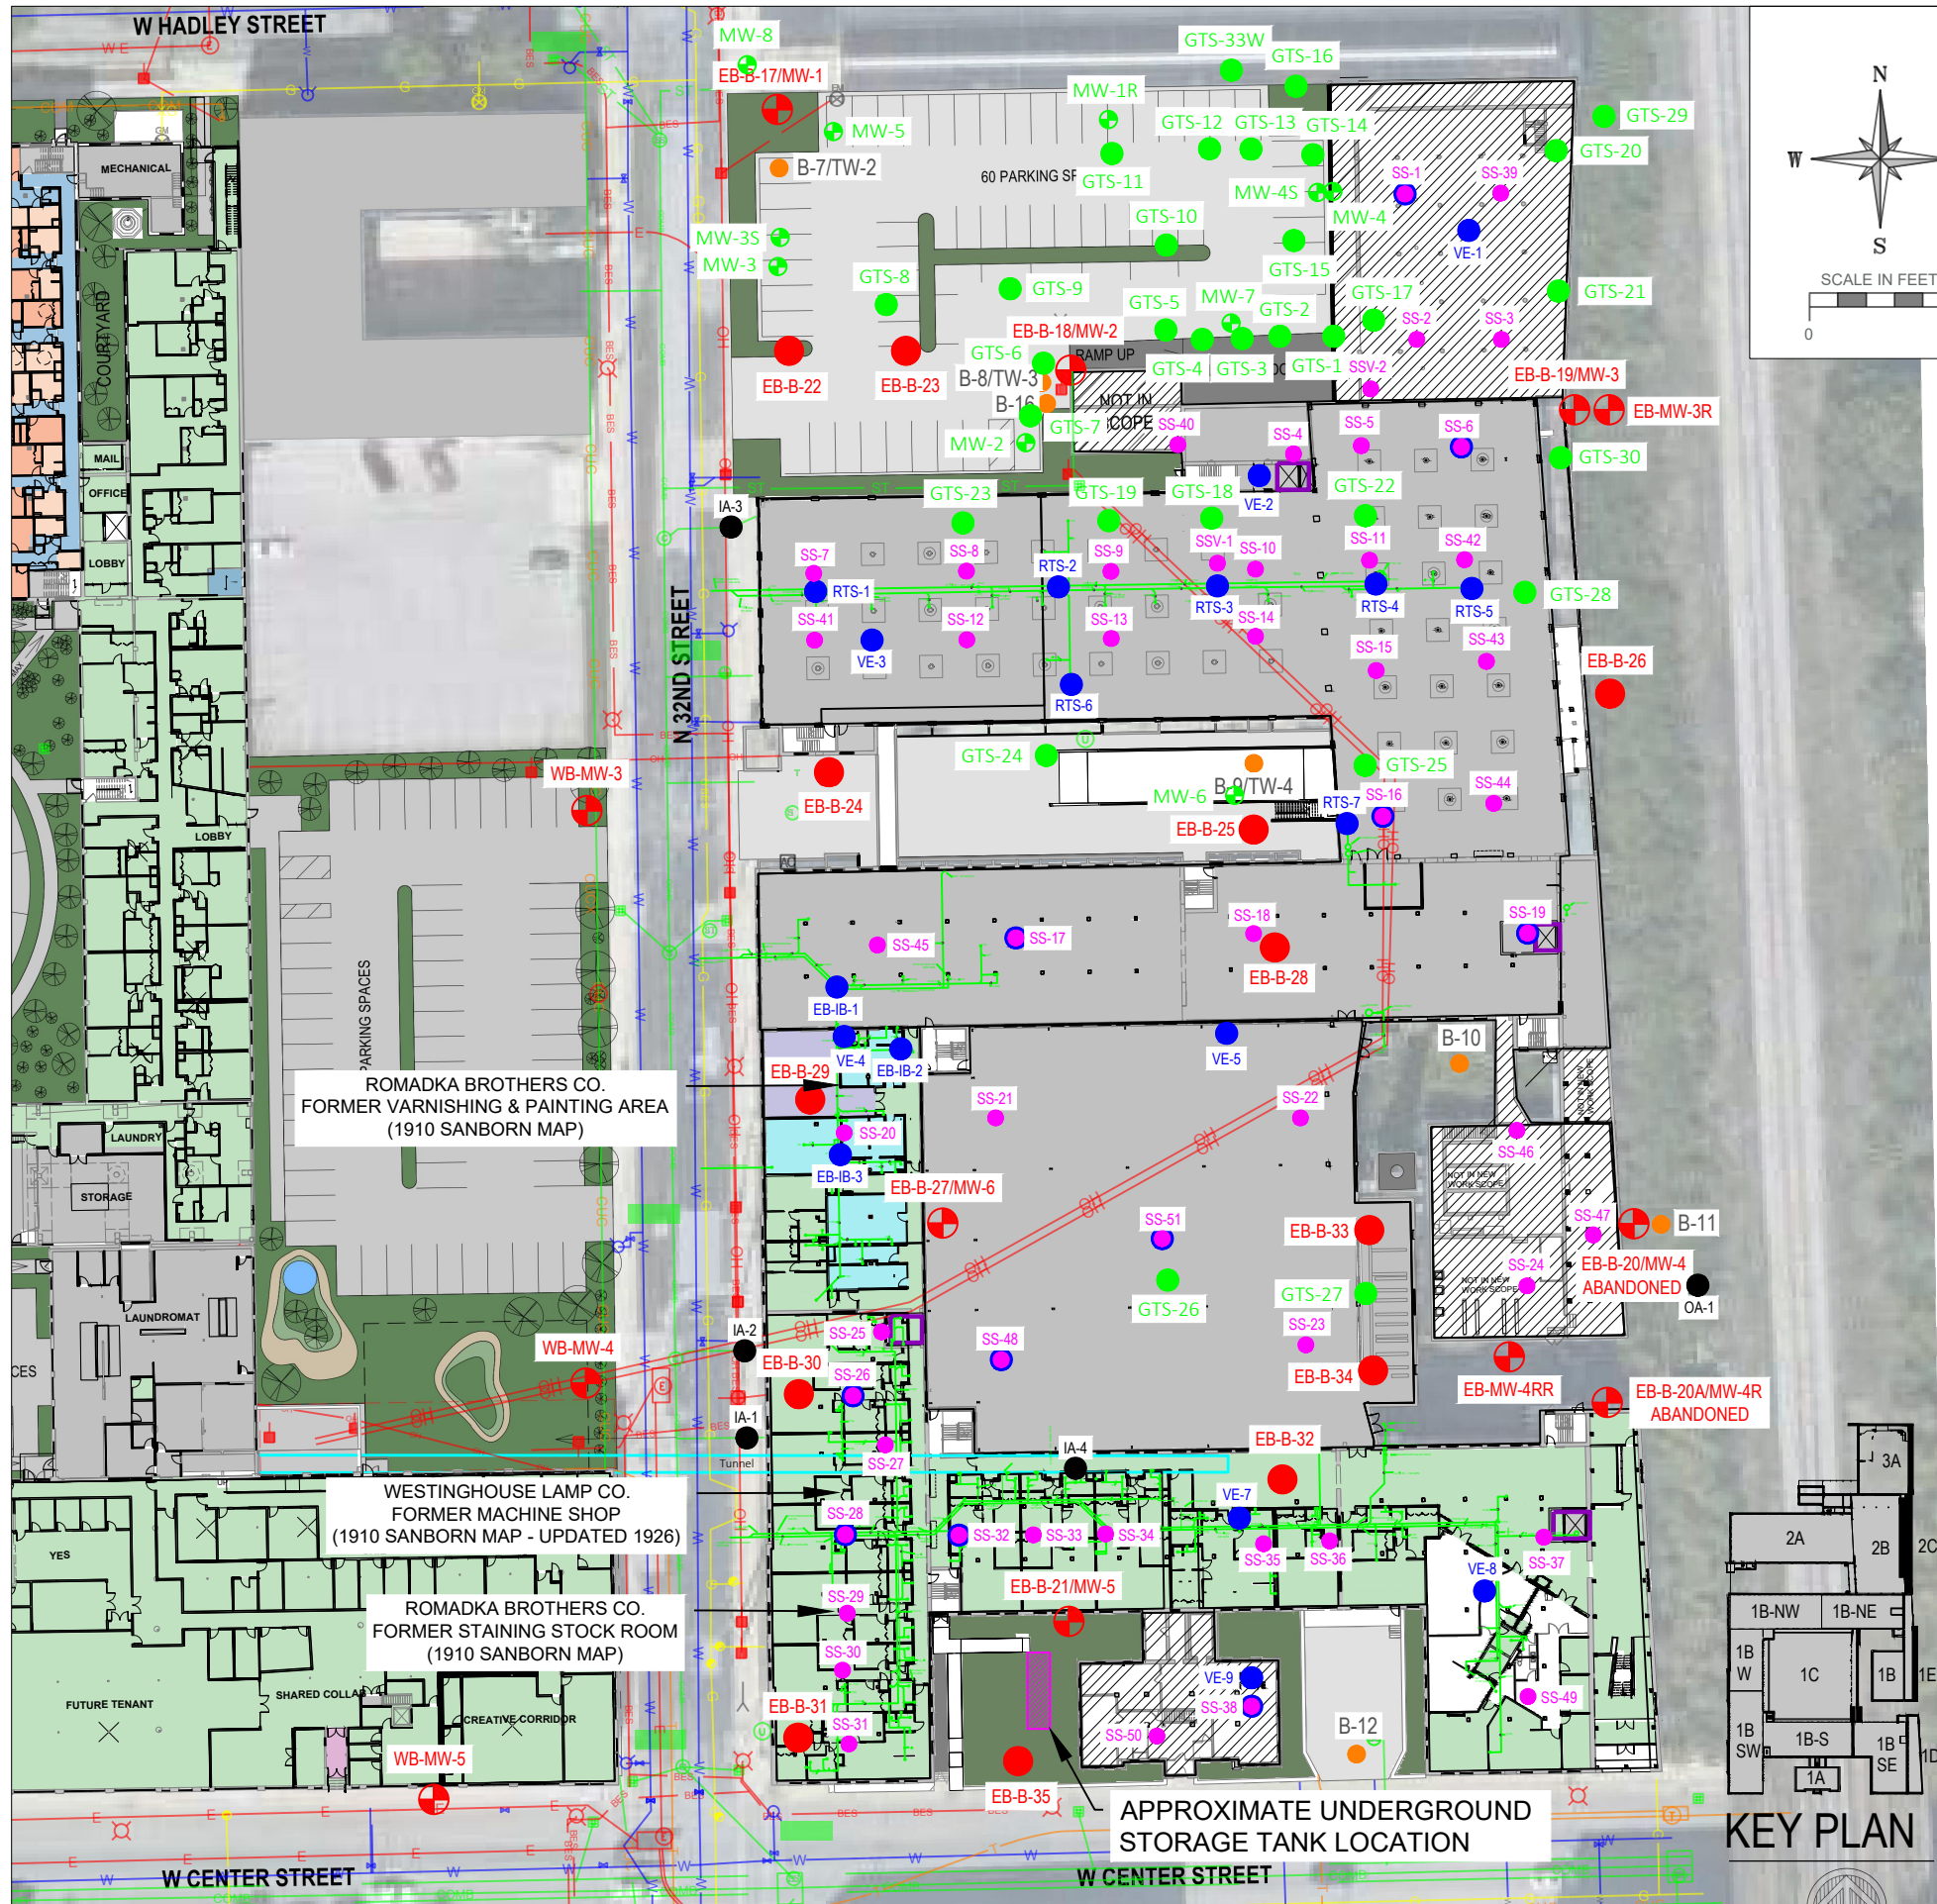 W HADLEY STREET
MW-8
GTS-33W
GTS-16
N
W
S
SCALE IN FEET
0
EB-B-17/MW-1
MW-1R
GTS-29
MW-5
GTS-12
GTS-13
GTS-14
GTS-20
MECHANICAL
B-7/TW-2
60 PARKING SP
GTS-11
SS-1
SS-39
MW-4S
MW-4
GTS-10
VE-1
MW-3S
MW-3
GTS-15
GTS-8
GTS-9
GTS-5
MW-7
GTS-2
GTS-17
GTS-21
COURTYARD
EB-B-18/MW-2
SS-2
SS-3
GTS-6
RAMP UP
EB-B-22
EB-B-23
B-8/TW-3
GTS-4
GTS-3
GTS-1
SSV-2
EB-B-19/MW-3
B-16
NOT IN
SCOPE
EB-MW-3R
GTS-7
MW-2
SS-40
SS-4
SS-5
SS-6
GTS-30
MAIL
OFFICE
LOBBY
VE-2
IA-3
GTS-23
GTS-19
GTS-18
GTS-22
SS-7
SS-8
SS-9
SSV-1
SS-10
SS-11
SS-42
RTS-1
RTS-2
RTS-3
RTS-4
RTS-5
GTS-28
SS-41
SS-12
SS-13
SS-14
SS-15
SS-43
VE-3
N 32ND STREET
RTS-6
EB-B-26
GTS-24
GTS-25
WB-MW-3
EB-B-24
B-9/TW-4
MW-6
RTS-7
SS-16
SS-44
EB-B-25
LOBBY
SS-45
SS-17
SS-18
SS-19
EB-B-28
EB-IB-1
PARKING SPACES
VE-4
EB-IB-2
VE-5
B-10
EB-B-29
ROMADKA BROTHERS CO.
FORMER VARNISHING & PAINTING AREA
(1910 SANBORN MAP)
NOT IN NEW
WORK SCOPE
SS-21
SS-22
SS-20
SS-46
LAUNDRY
EB-IB-3
NOT IN NEW
WORK SCOPE
STORAGE
EB-B-27/MW-6
SS-51
EB-B-33
SS-47
B-11
GTS-26
GTS-27
NOT IN NEW
WORK SCOPE
SS-24
EB-B-20/MW-4
ABANDONED
OA-1
LAUNDROMAT
IA-2
SS-25
SS-23
WB-MW-4
EB-B-30
SS-48
SS-26
EB-B-34
EB-MW-4RR
EB-B-20A/MW-4R
ABANDONED
CES
IA-1
SS-27
EB-B-32
IA-4
Tunnel
WESTINGHOUSE LAMP CO.
FORMER MACHINE SHOP
(1910 SANBORN MAP - UPDATED 1926)
SS-28
SS-32
SS-33
SS-34
VE-7
SS-35
SS-36
SS-37
YES
VE-8
3A
2A
2B
2C
EB-B-21/MW-5
SS-29
ROMADKA BROTHERS CO.
FORMER STAINING STOCK ROOM
(1910 SANBORN MAP)
1B-NW
1B-NE
SS-30
VE-9
SS-38
1B
W
1C
1B
1E
FUTURE TENANT
SHARED COLLAB
CREATIVE CORRIDOR
EB-B-31
SS-31
SS-50
SS-49
B-12
1B
SW
1B-S
1B
SE
1D
1A
WB-MW-5
EB-B-35
APPROXIMATE UNDERGROUND
STORAGE TANK LOCATION
KEY PLAN
W CENTER STREET
W CENTER STREET